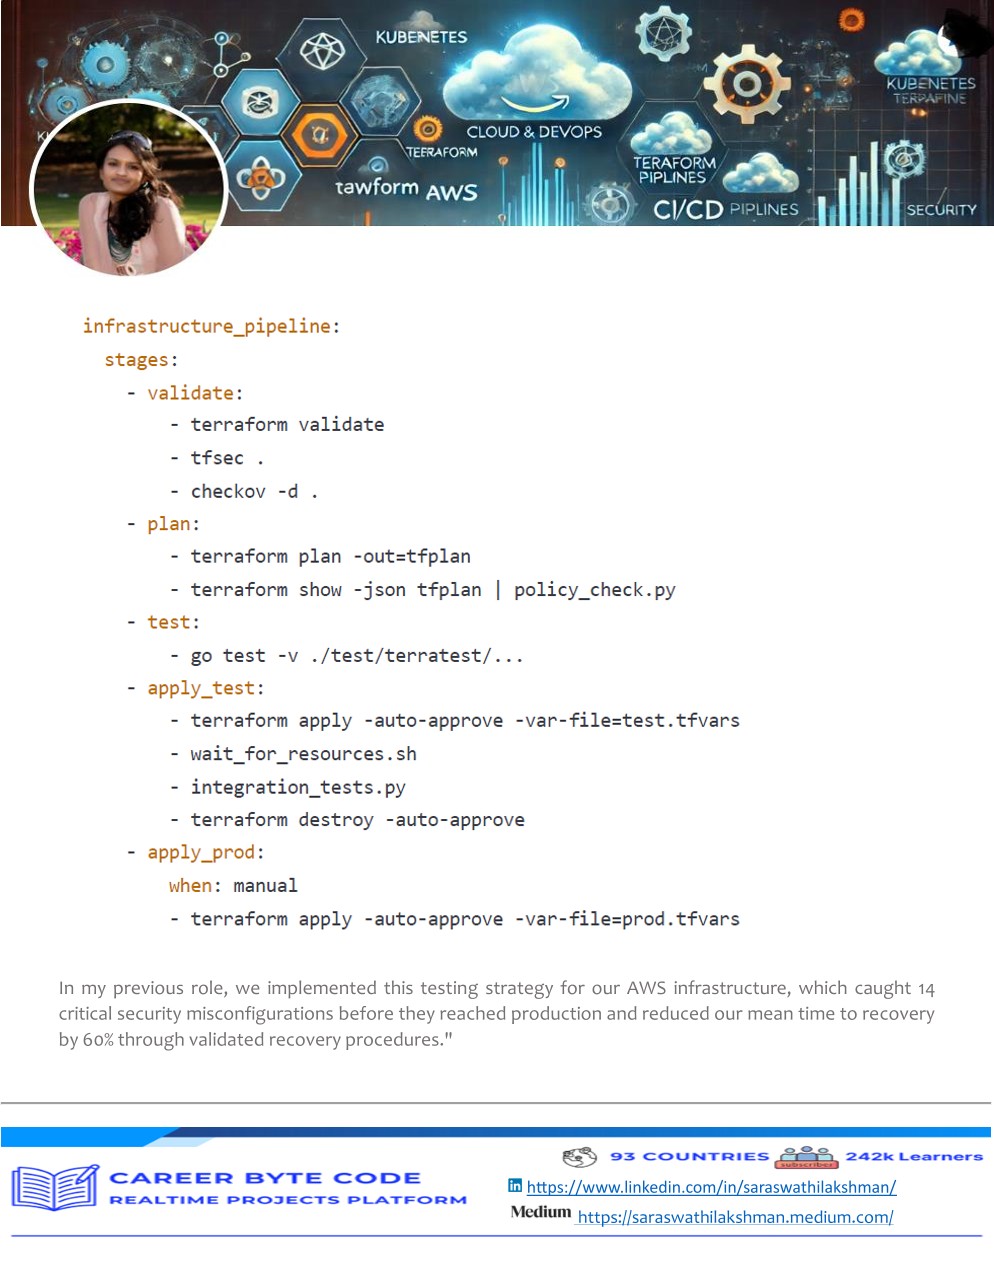 KUBENETES
KUBENETES
TERPAFINE
CLOUD & DEVOPS
TEERAFORM
TERAFORM
PIPLINES
tawform AWS
CI/CD PIPLINES
SECURITY
infrastructure_pipeline:
stages:
- validate:
- terraform validate
- tfsec .
- checkov -d .
- plan:
- terraform plan -out=tfplan
- terraform show -json tfplan | policy_check.py
- test:
- go test -v ./test/terratest/...
- apply_test:
- terraform apply -auto-approve -var-file=test.tfvars
- wait_for_resources.sh
- integration_tests.py
- terraform destroy -auto-approve
- apply_prod:
when: manual
- terraform apply -auto-approve -var-file=prod.tfvars
In my previous role, we implemented this testing strategy for our AWS infrastructure, which caught 14
critical security misconfigurations before they reached production and reduced our mean time to recovery
by 60% through validated recovery procedures."
CAREER BYTE CODE
REALTIME PROJECTS PLATFORM
93 COUNTRIES
subscriber
242k Learners
in https://www.linkedin.com/in/saraswathilakshman/
Medium https://saraswathilakshman.medium.com/